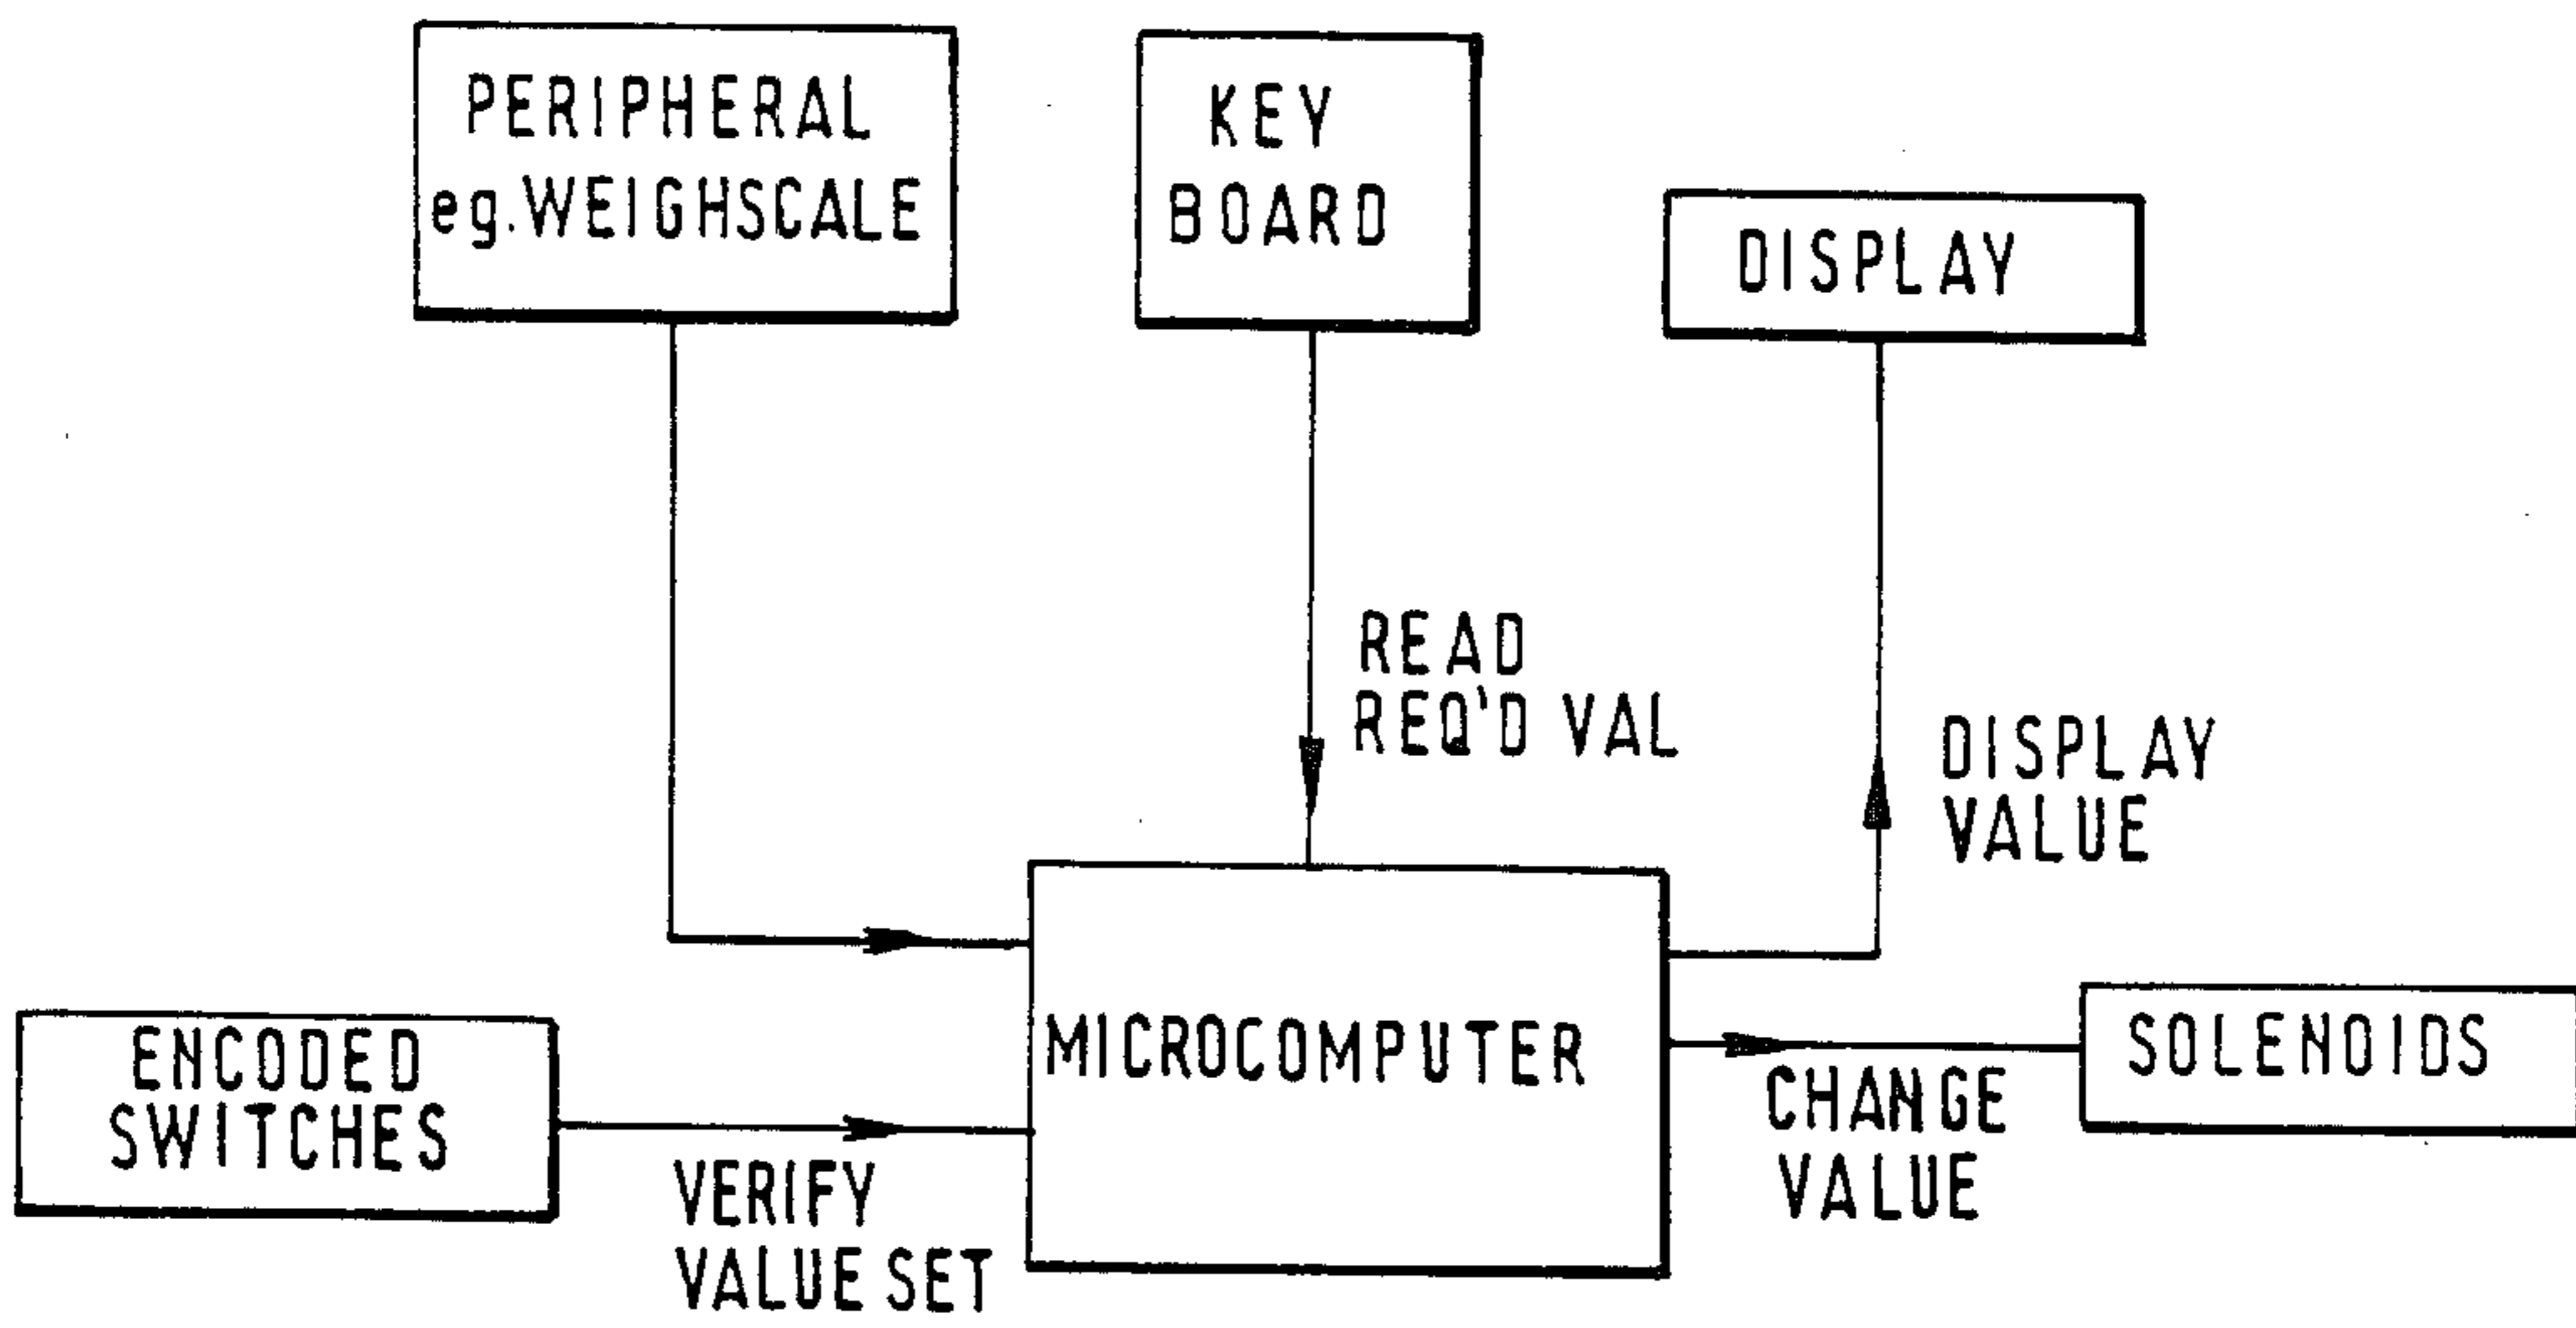 PERIPHERAL
eg. WEIGHSCALE
KEY
BOARD
DISPLAY
READ
REQ'D VAL
DISPLAY
VALUE
ENCODED
SWITCHES
VERIFY
VALUE SET
MICROCOMPUTER
CHANGE
VALUE
SOLENOIDS